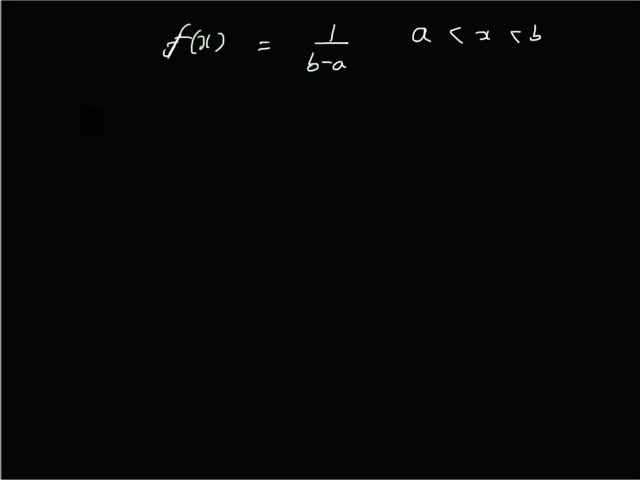 f(x) = 1/(b-a) a < x < b